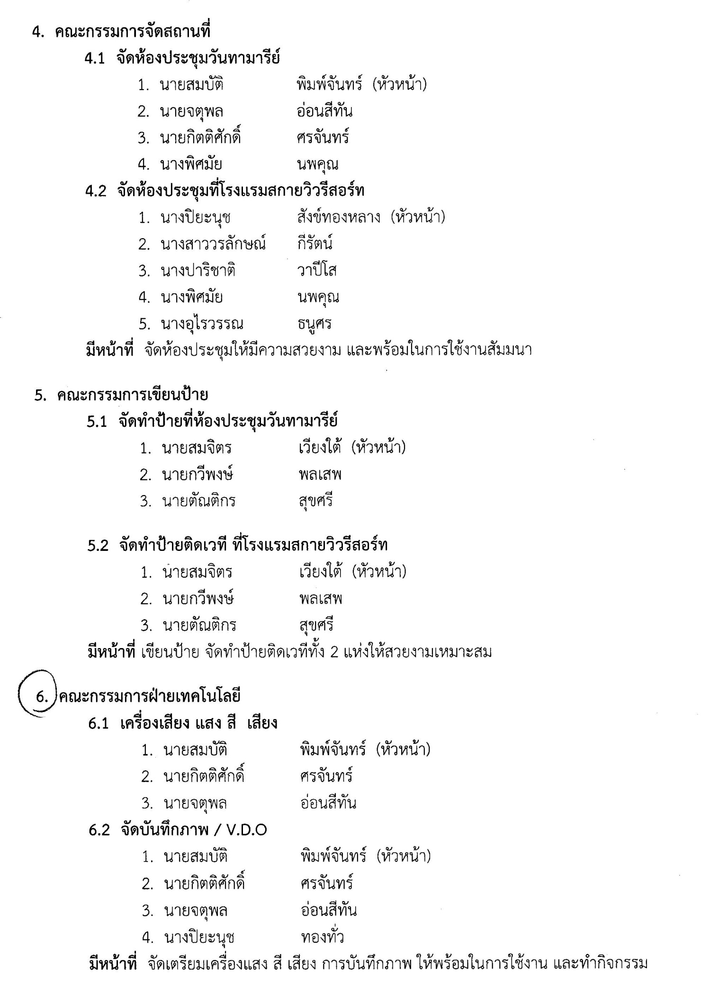 4. คณะกรรมการจัดสถานที่
4.1 จัดห้องประชุมวันทามารีย์
1. นายสมบัติ พิมพ์จันทร์ (หัวหน้า)
2. นายจตุพล อ่อนสีทัน
3. นายกิตติศักดิ์ ศรจันทร์
4. นางพิศมัย นพคุณ
4.2 จัดห้องประชุมที่โรงแรมสกายวิวรีสอร์ท
1. นางปิยะนุช สังข์ทองหลาง (หัวหน้า)
2. นางสาววรลักษณ์ กีรัตน์
3. นางปาริชาติ วาปีโส
4. นางพิศมัย นพคุณ
5. นางอุไรวรรณ ธนูศร
มีหน้าที่ จัดห้องประชุมให้มีความสวยงาม และพร้อมในการใช้งานสัมมนา
5. คณะกรรมการเขียนป้าย
5.1 จัดทำป้ายที่ห้องประชุมวันทามารีย์
1. นายสมจิตร เวียงใต้ (หัวหน้า)
2. นายกวีพงษ์ พลเสพ
3. นายตัณติกร สุขศรี
5.2 จัดทำป้ายติดเวที ที่โรงแรมสกายวิวรีสอร์ท
1. นายสมจิตร เวียงใต้ (หัวหน้า)
2. นายกวีพงษ์ พลเสพ
3. นายตัณติกร สุขศรี
มีหน้าที่ เขียนป้าย จัดทำป้ายติดเวทีทั้ง 2 แห่งให้สวยงามเหมาะสม
6. คณะกรรมการฝ่ายเทคโนโลยี
6.1 เครื่องเสียง แสง สี เสียง
1. นายสมบัติ พิมพ์จันทร์ (หัวหน้า)
2. นายกิตติศักดิ์ ศรจันทร์
3. นายจตุพล อ่อนสีทัน
6.2 จัดบันทึกภาพ / V.D.O
1. นายสมบัติ พิมพ์จันทร์ (หัวหน้า)
2. นายกิตติศักดิ์ ศรจันทร์
3. นายจตุพล อ่อนสีทัน
4. นางปิยะนุช ทองทั่ว
มีหน้าที่ จัดเตรียมเครื่องแสง สี เสียง การบันทึกภาพ ให้พร้อมในการใช้งาน และทำกิจกรรม